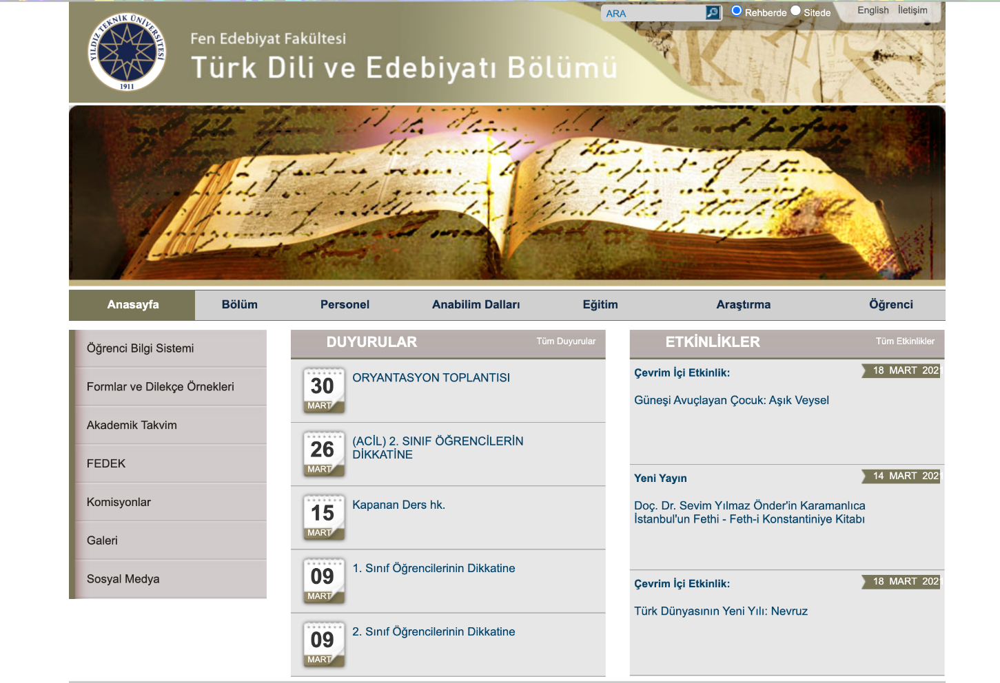 ARA
Rehberde
Sitede
English
İletişim
YILDIZ TEKNİK ÜNİVERSİTESİ
1911
Fen Edebiyat Fakültesi
Türk Dili ve Edebiyatı Bölümü
Anasayfa
Bölüm
Personel
Anabilim Dalları
Eğitim
Araştırma
Öğrenci
Öğrenci Bilgi Sistemi
Formlar ve Dilekçe Örnekleri
Akademik Takvim
FEDEK
Komisyonlar
Galeri
Sosyal Medya
DUYURULAR
Tüm Duyurular
30
MART
ORYANTASYON TOPLANTISI
26
MART
(ACİL) 2. SINIF ÖĞRENCİLERİN
DİKKATİNE
15
MART
Kapanan Ders hk.
09
MART
1. Sınıf Öğrencilerinin Dikkatine
09
MART
2. Sınıf Öğrencilerinin Dikkatine
ETKİNLİKLER
Tüm Etkinlikler
Çevrim İçi Etkinlik:
18 MART 2021
Güneşi Avuçlayan Çocuk: Aşık Veysel
Yeni Yayın
14 MART 2021
Doç. Dr. Sevim Yılmaz Önder'in Karamanlıca
İstanbul'un Fethi - Feth-i Konstantiniye Kitabı
Çevrim İçi Etkinlik:
18 MART 2021
Türk Dünyasının Yeni Yılı: Nevruz